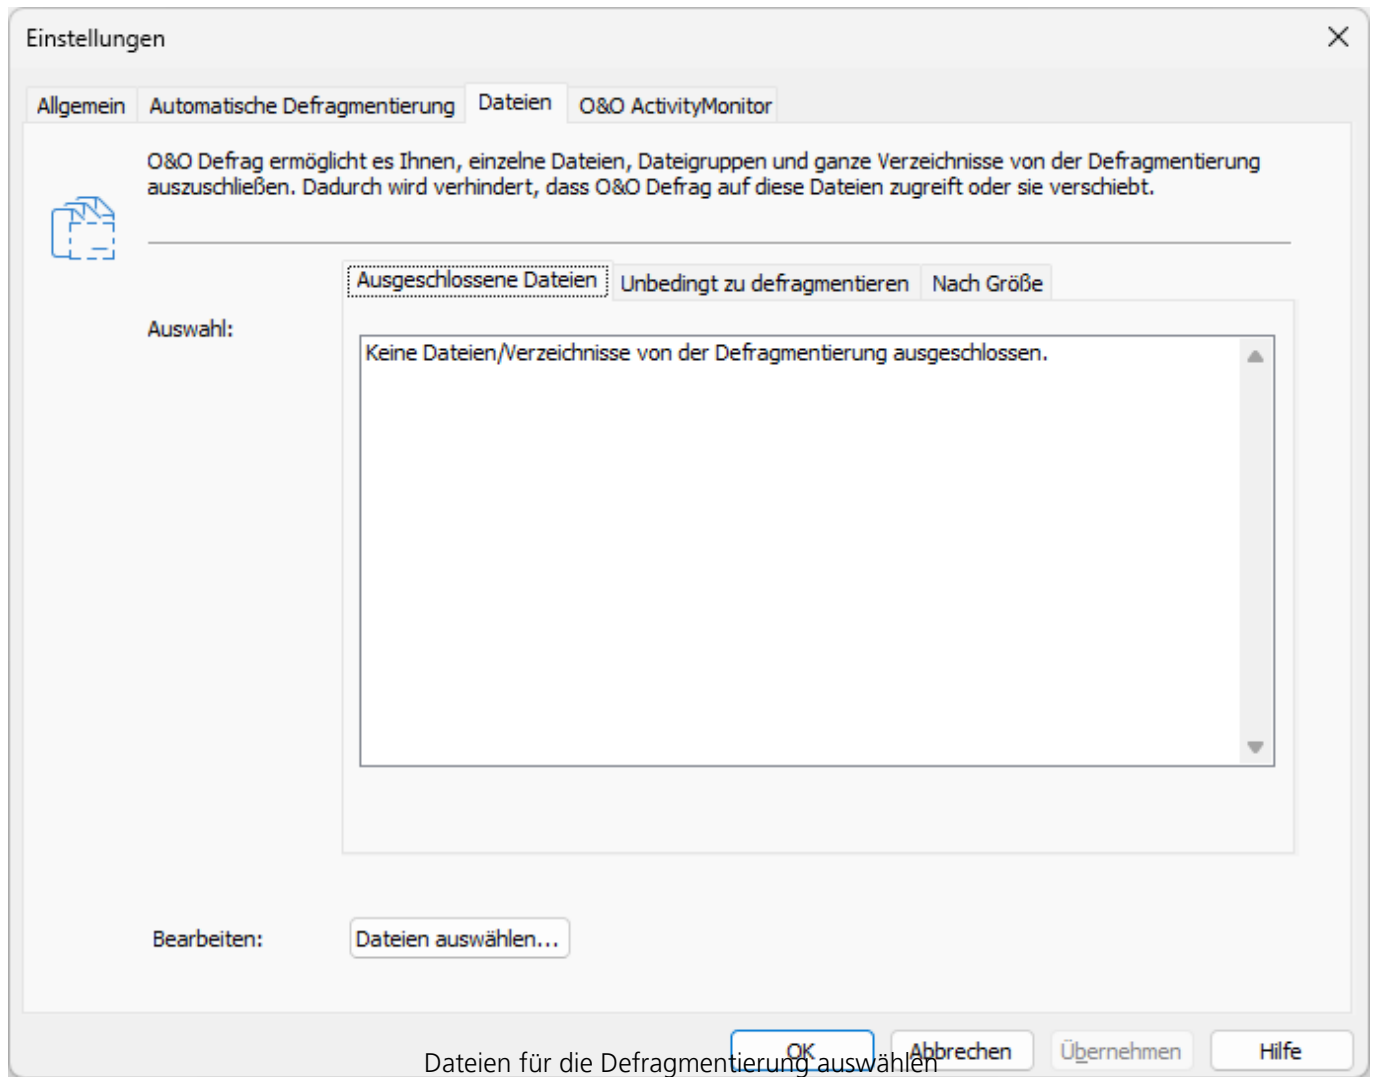 Einstellungen
Allgemein Automatische Defragmentierung Dateien O&O ActivityMonitor
O&O Defrag ermöglicht es Ihnen, einzelne Dateien, Dateigruppen und ganze Verzeichnisse von der Defragmentierung
auszuschließen. Dadurch wird verhindert, dass O&O Defrag auf diese Dateien zugreift oder sie verschiebt.
Ausgeschlossene Dateien Unbedingt zu defragmentieren Nach Größe
Auswahl:
Keine Dateien/Verzeichnisse von der Defragmentierung ausgeschlossen.
Bearbeiten: Dateien auswählen...
OK Abbrechen Übernehmen Hilfe
Dateien für die Defragmentierung auswählen